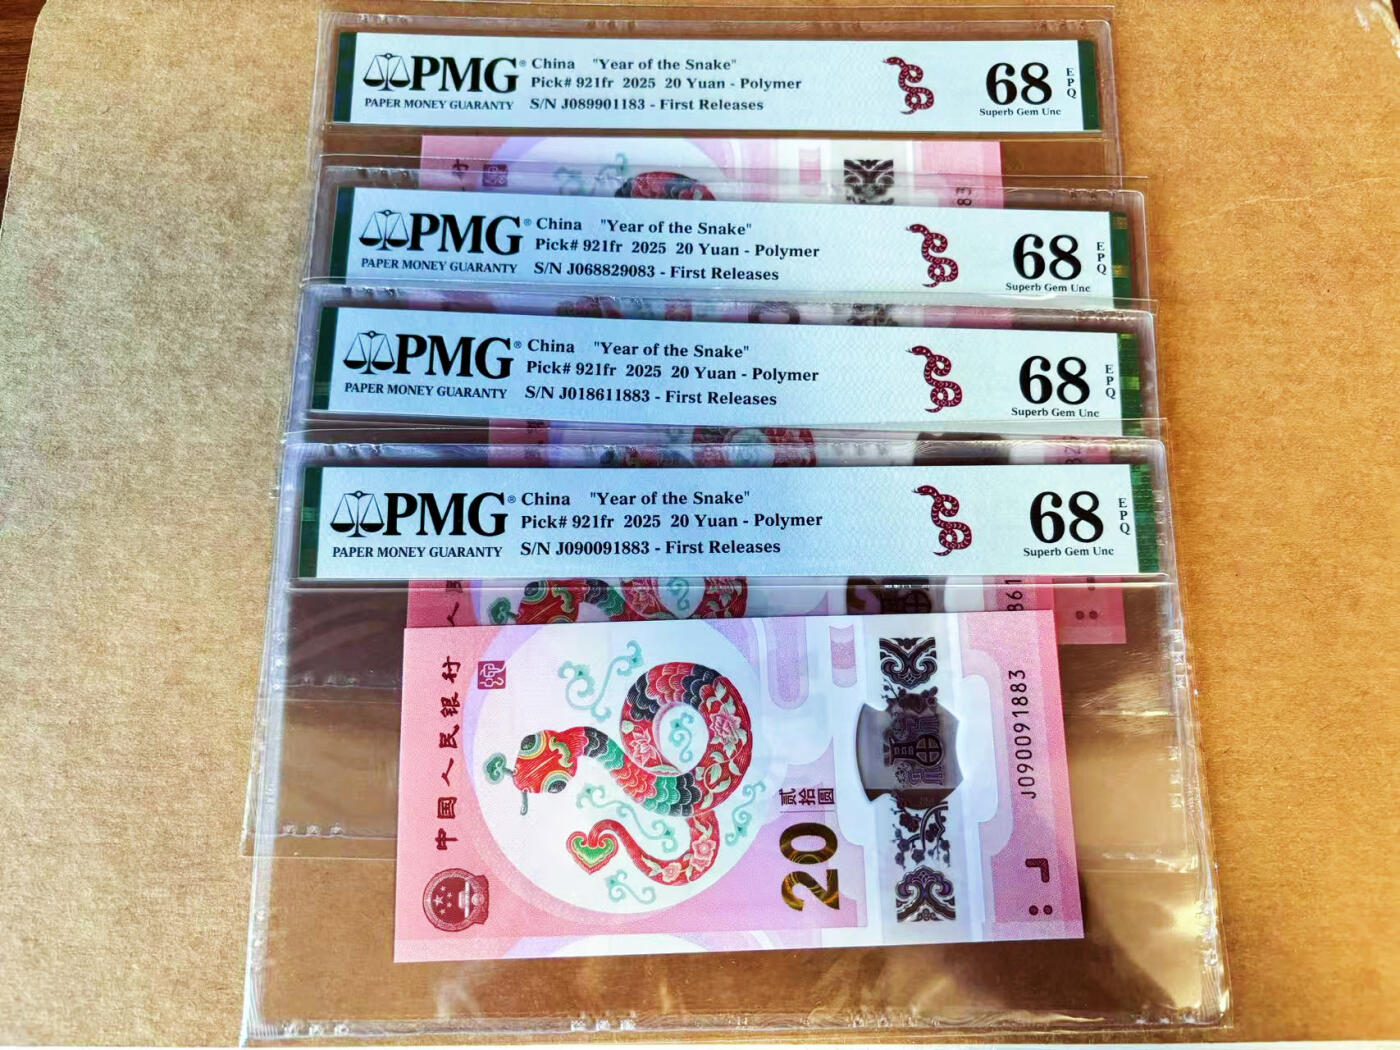 PMG®
PAPER MONEY GUARANTY
China "Year of the Snake"
Pick# 921fr 2025 20 Yuan - Polymer
S/N J089901183 - First Releases
68
EPQ
Superb Gem Unc
行
83
PMG®
PAPER MONEY GUARANTY
China "Year of the Snake"
Pick# 921fr 2025 20 Yuan - Polymer
S/N J068829083 - First Releases
68
EPQ
Superb Gem Unc
PMG®
PAPER MONEY GUARANTY
China "Year of the Snake"
Pick# 921fr 2025 20 Yuan - Polymer
S/N J018611883 - First Releases
68
EPQ
Superb Gem Unc
PMG®
PAPER MONEY GUARANTY
China "Year of the Snake"
Pick# 921fr 2025 20 Yuan - Polymer
S/N J090091883 - First Releases
68
EPQ
Superb Gem Unc
861
中国人民银行
贰拾圆
20
J090091883